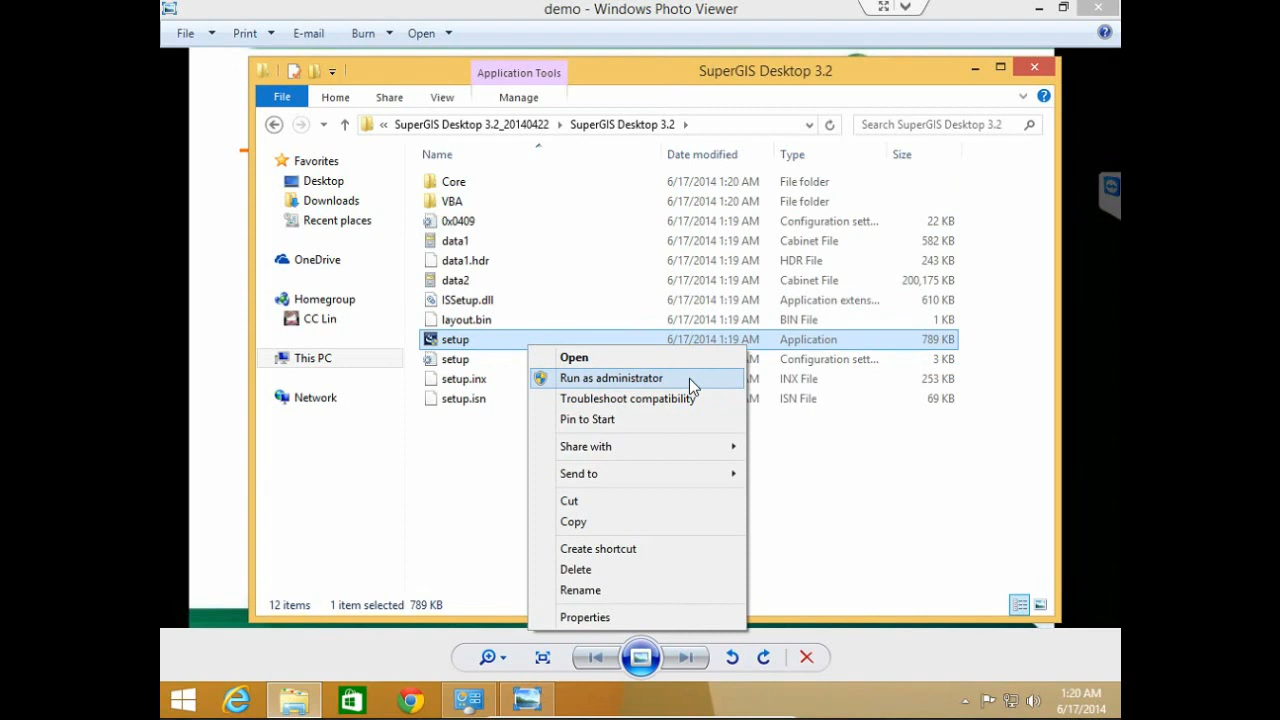 demo - Windows Photo Viewer
File Print E-mail Burn Open
Application Tools SuperGIS Desktop 3.2
File Home Share View Manage
« SuperGIS Desktop 3.2_20140422 SuperGIS Desktop 3.2 Search SuperGIS Desktop 3.2
Name Date modified Type Size
Favorites
Desktop
Downloads
Recent places
OneDrive
Homegroup
CC Lin
This PC
Network
Core 6/17/2014 1:20 AM File folder
VBA 6/17/2014 1:20 AM File folder
0x0409 6/17/2014 1:19 AM Configuration sett... 22 KB
data1 6/17/2014 1:19 AM Cabinet File 582 KB
data1.hdr 6/17/2014 1:19 AM HDR File 243 KB
data2 6/17/2014 1:19 AM Cabinet File 200,175 KB
ISSetup.dll 6/17/2014 1:19 AM Application extens... 610 KB
layout.bin 6/17/2014 1:19 AM BIN File 1 KB
setup 6/17/2014 1:19 AM Application 789 KB
setup Configuration sett... 3 KB
setup.inx INX File 253 KB
setup.isn ISN File 69 KB
Open
Run as administrator
Troubleshoot compatibility
Pin to Start
Share with
Send to
Cut
Copy
Create shortcut
Delete
Rename
Properties
12 items 1 item selected 789 KB
1:20 AM
6/17/2014